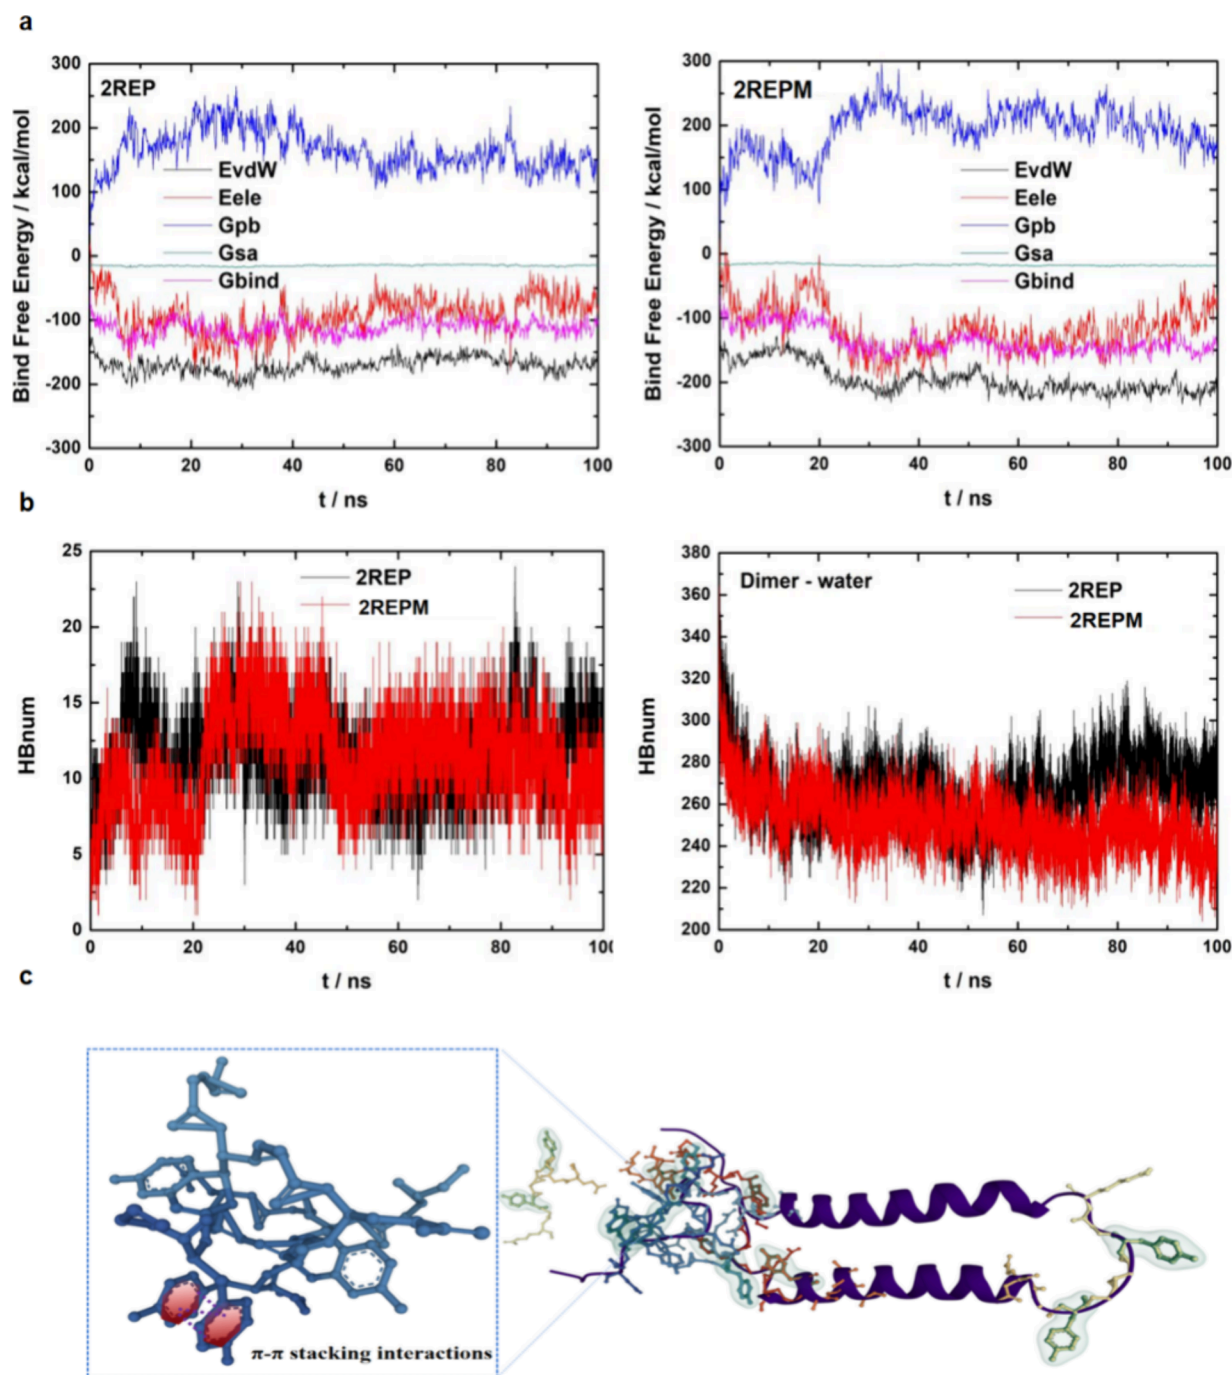 a
300
200
100
0
-100
-200
-300
2REP
EvdW
Eele
Gpb
Gsa
Gbind
Bind Free Energy / kcal/mol
0 20 40 60 80 100
t / ns
300
200
100
0
-100
-200
-300
2REPM
EvdW
Eele
Gpb
Gsa
Gbind
Bind Free Energy / kcal/mol
0 20 40 60 80 100
t / ns
b
25
20
15
10
5
0
2REP
2REPM
HBnum
0 20 40 60 80 100
t / ns
380
360
340
320
300
280
260
240
220
200
Dimer - water
2REP
2REPM
HBnum
0 20 40 60 80 100
t / ns
c
π-π stacking interactions